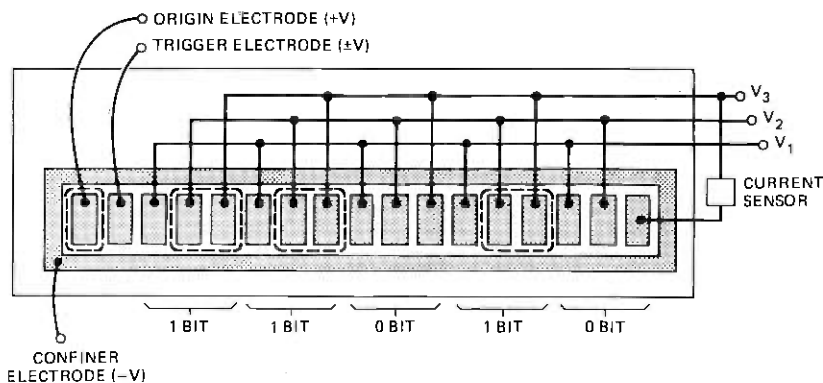 ORIGIN ELECTRODE (+V)
TRIGGER ELECTRODE (±V)
V3
V2
V1
CURRENT
SENSOR
1 BIT
1 BIT
0 BIT
1 BIT
0 BIT
CONFINER
ELECTRODE (−V)